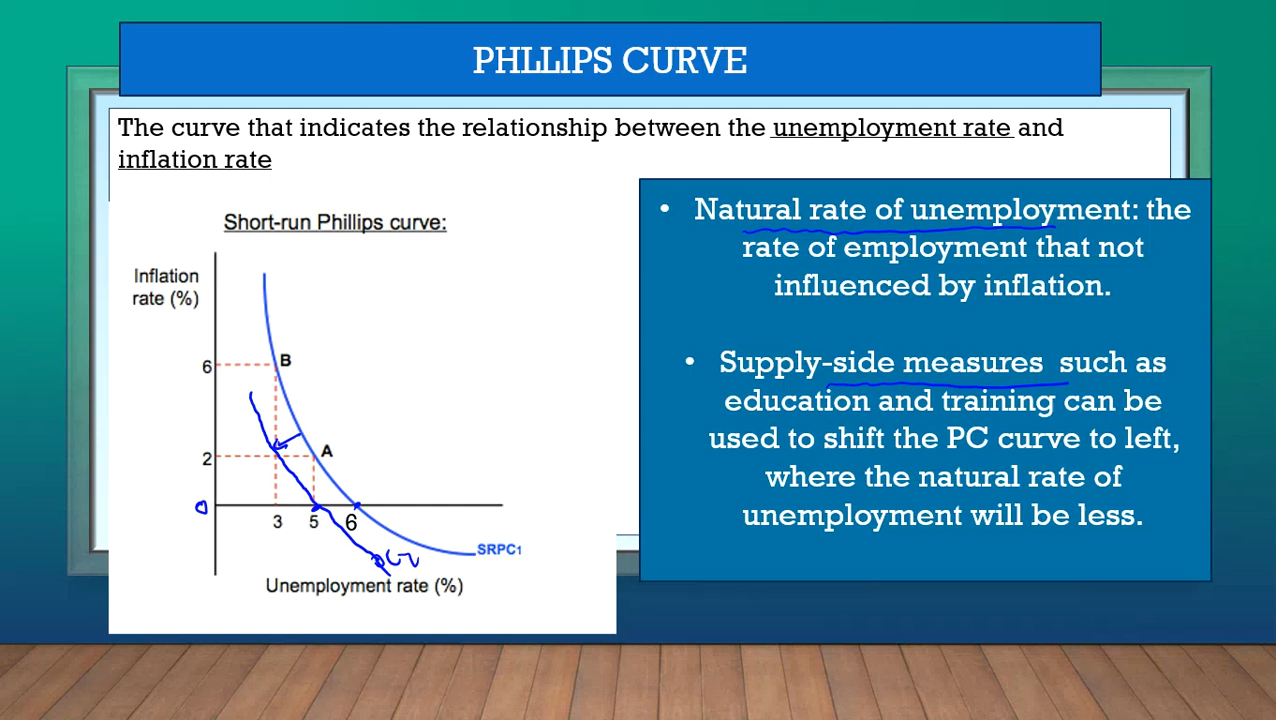 PHLLIPS CURVE
The curve that indicates the relationship between the unemployment rate and
inflation rate
Short-run Phillips curve:
Inflation
rate (%)
6
B
2
A
0
3
5
6
SRPC1
Unemployment rate (%)
• Natural rate of unemployment: the
rate of employment that not
influenced by inflation.
• Supply-side measures such as
education and training can be
used to shift the PC curve to left,
where the natural rate of
unemployment will be less.